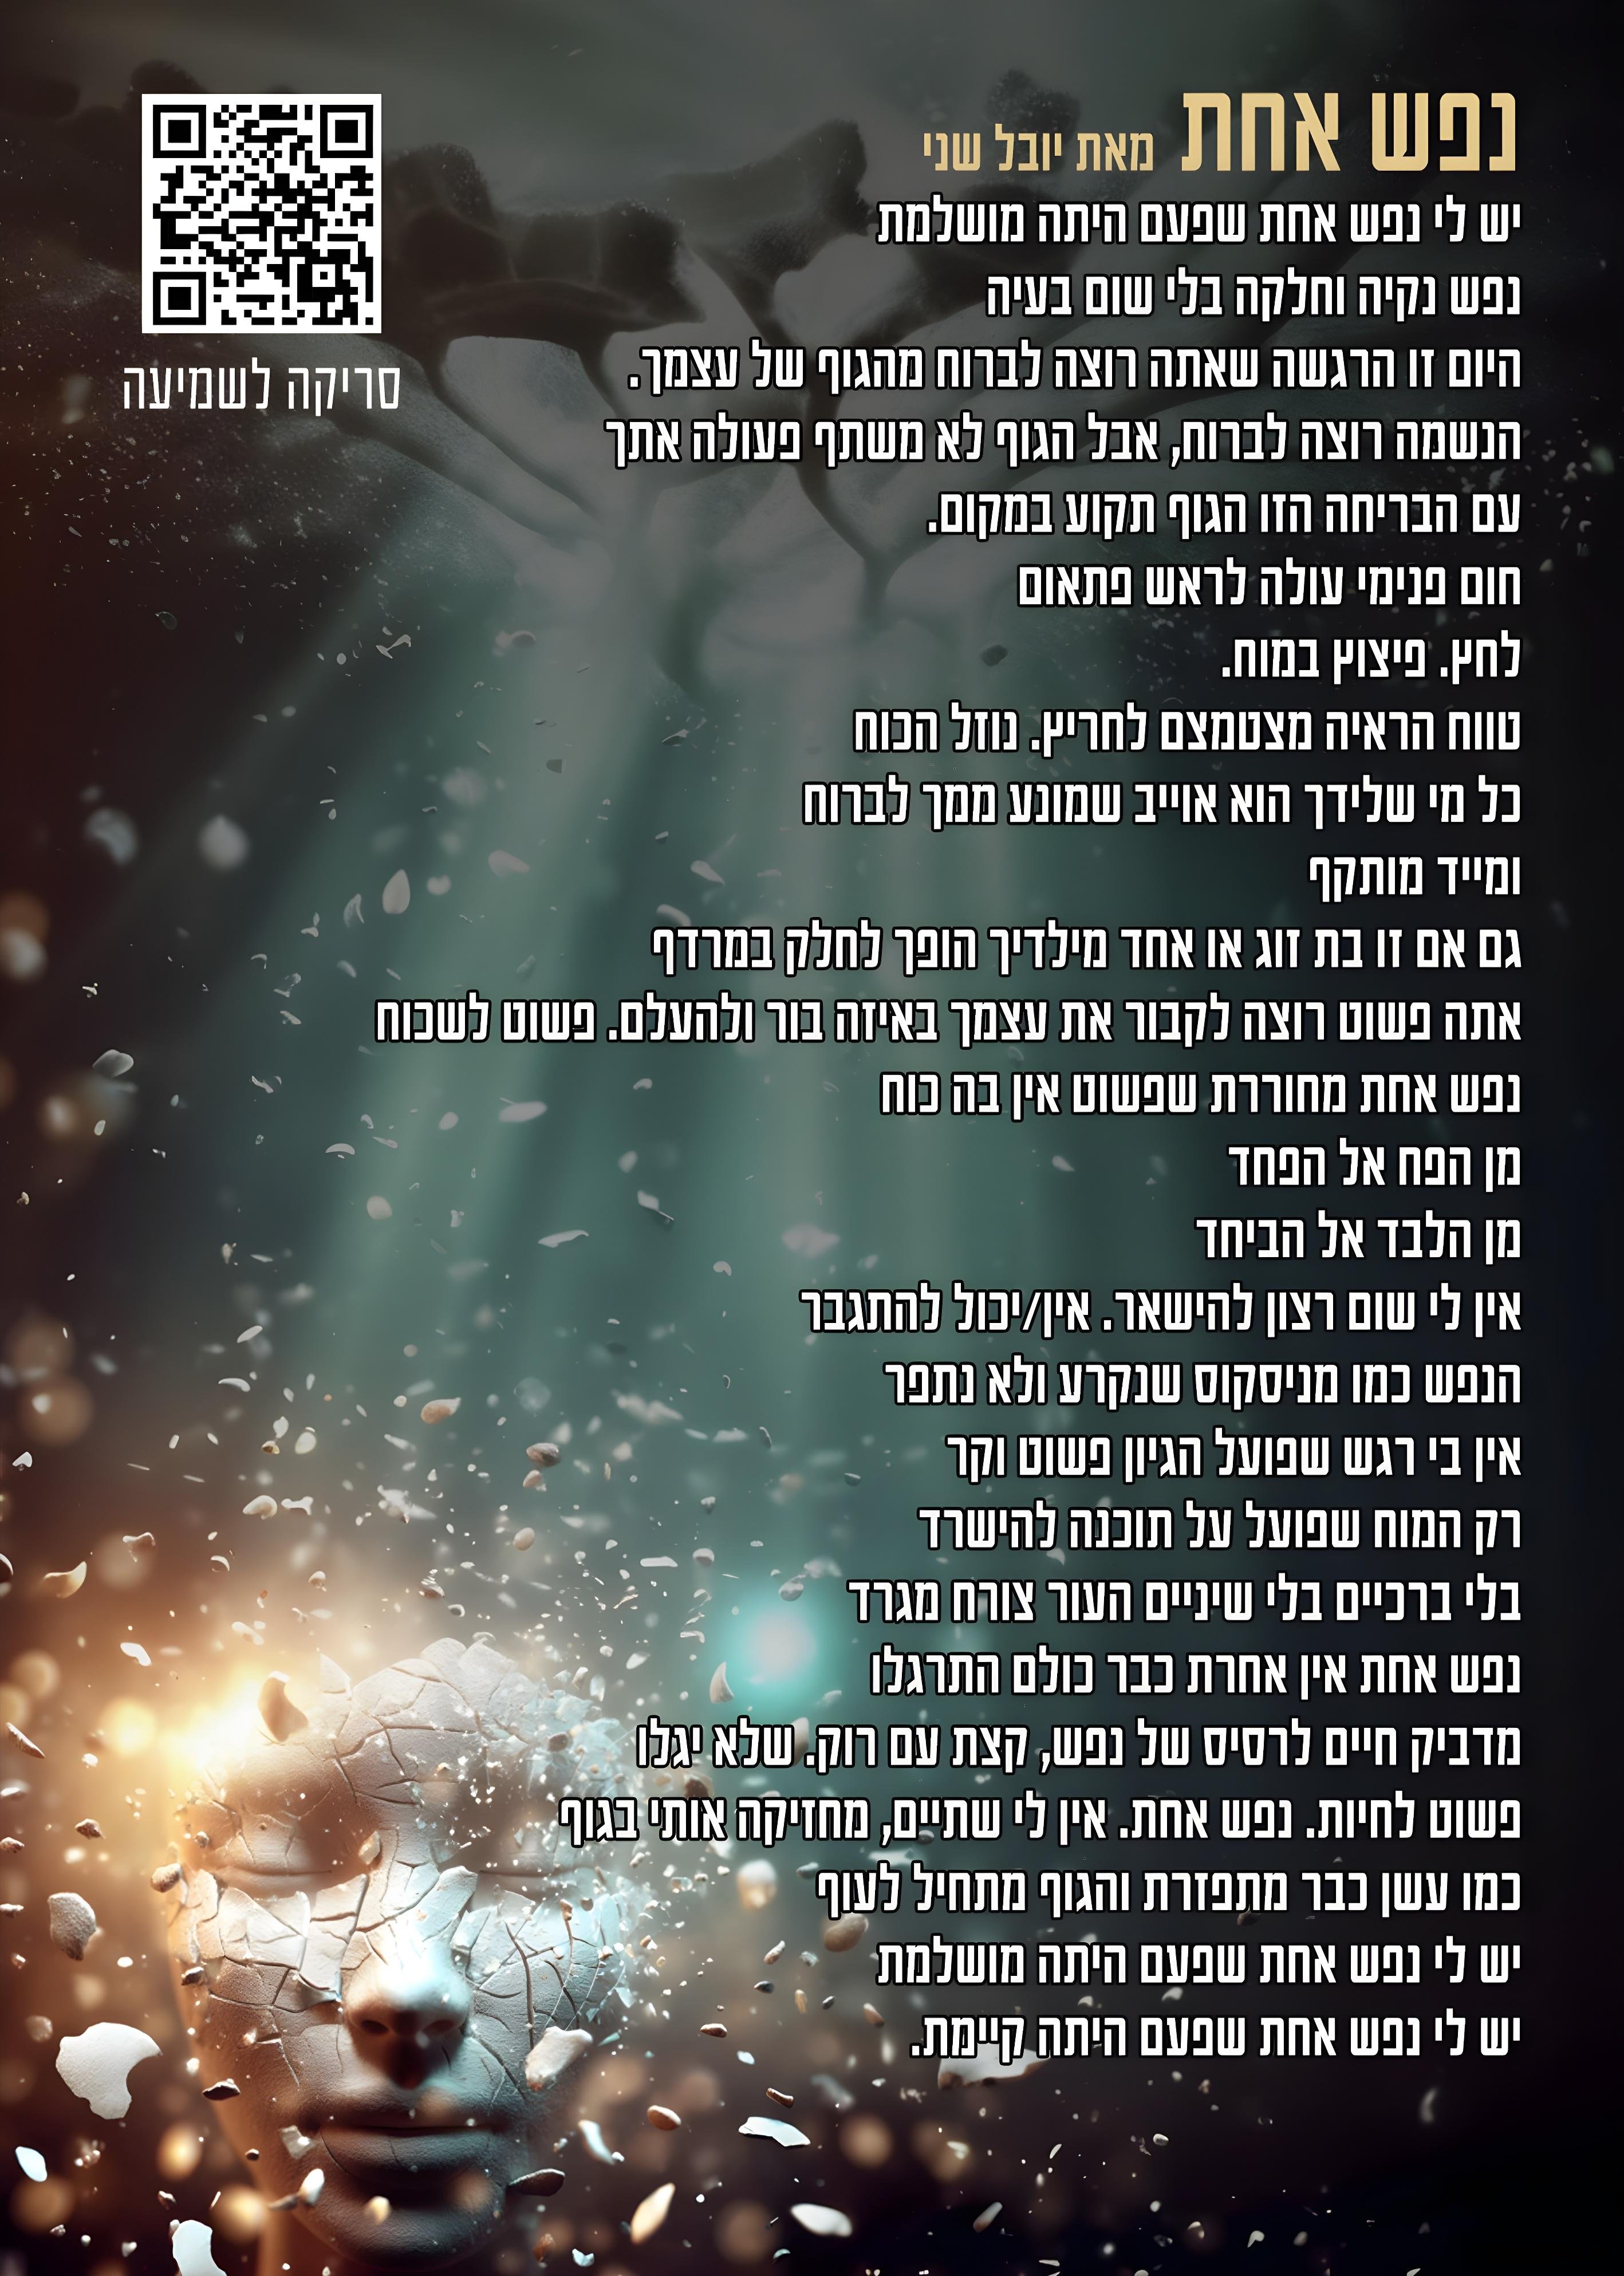 נפש אחת מאת יובל שני
יש לי נפש אחת שפעם היתה מושלמת
נפש נקיה וחלקה בלי שום בעיה
היום זו הרגשה שאתה רוצה לברוח מהגוף של עצמך.
הנשמה רוצה לברוח, אבל הגוף לא משתף פעולה אתך
עם הבריחה הזו הגוף תקוע במקום.
חום פנימי עולה לראש פתאום
לחץ. פיצוץ במוח.
טווח הראיה מצטמצם לחריץ. נוזל הכוח
כל מי שלידך הוא אוייב שמונע ממך לברוח
ומייד מותקף
גם אם זו בת זוג או אחד מילדיך הופך לחלק במרדף
אתה פשוט רוצה לקבור את עצמך באיזה בור ולהעלם. פשוט לשכוח
נפש אחת מחוררת שפשוט אין בה כוח
מן הפח אל הפחד
מן הלבד אל הביחד
אין לי שום רצון להישאר. אין/יכול להתגבר
הנפש כמו מניסקוס שנקרע ולא נתפר
אין בי רגש שפועל הגיון פשוט וקר
רק המוח שפועל על תוכנה להישרד
בלי ברכיים בלי שיניים העור צורח מגרד
נפש אחת אין אחרת כבר כולם התרגלו
מדביק חיים לרסיס של נפש, קצת עם רוק. שלא יגלו
פשוט לחיות. נפש אחת. אין לי שתיים, מחזיקה אותי בגוף
כמו עשן כבר מתפזרת והגוף מתחיל לעוף
יש לי נפש אחת שפעם היתה מושלמת
יש לי נפש אחת שפעם היתה קיימת.
סריקה לשמיעה